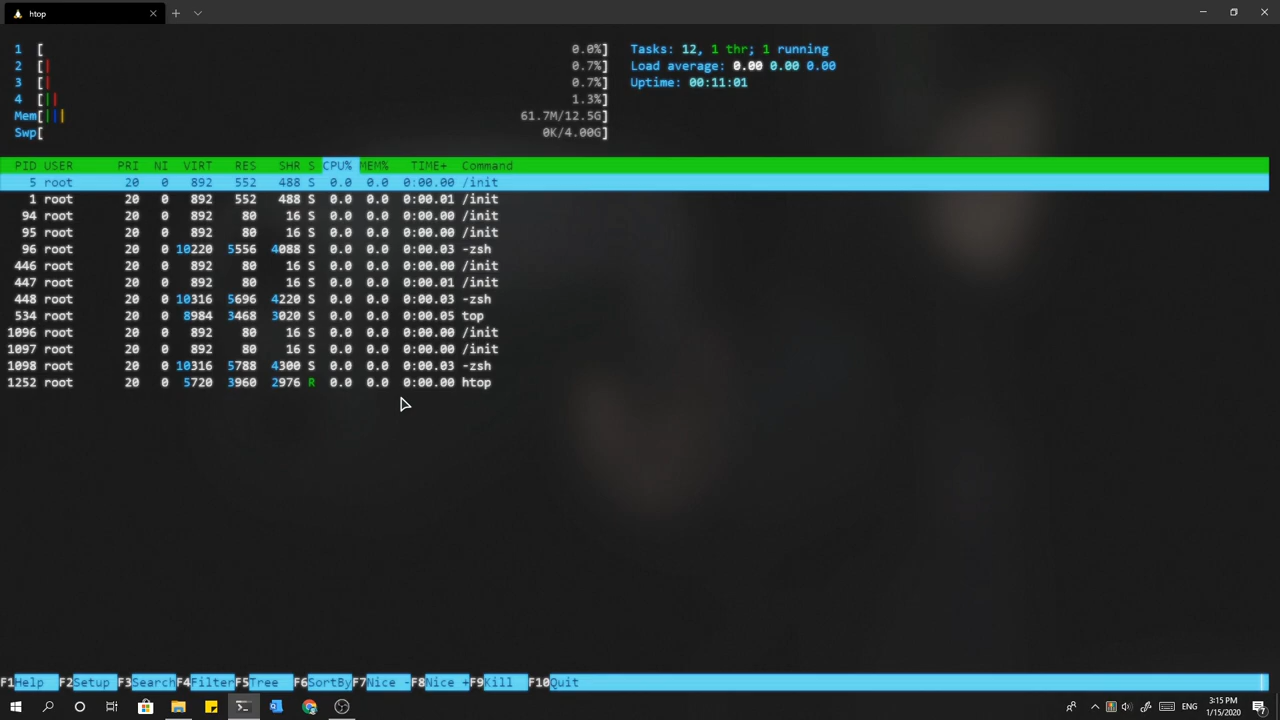 htop
1 [ 0.0%] Tasks: 12, 1 thr; 1 running
2 [| 0.7%] Load average: 0.00 0.00 0.00
3 [| 0.7%] Uptime: 00:11:01
4 [|| 1.3%]
Mem[||| 61.7M/12.5G]
Swp[ 0K/4.00G]
PID USER PRI NI VIRT RES SHR S CPU% MEM% TIME+ Command
5 root 20 0 892 552 488 S 0.0 0.0 0:00.00 /init
1 root 20 0 892 552 488 S 0.0 0.0 0:00.01 /init
94 root 20 0 892 80 16 S 0.0 0.0 0:00.00 /init
95 root 20 0 892 80 16 S 0.0 0.0 0:00.00 /init
96 root 20 0 10220 5556 4088 S 0.0 0.0 0:00.03 -zsh
446 root 20 0 892 80 16 S 0.0 0.0 0:00.00 /init
447 root 20 0 892 80 16 S 0.0 0.0 0:00.01 /init
448 root 20 0 10316 5696 4220 S 0.0 0.0 0:00.03 -zsh
534 root 20 0 8984 3468 3020 S 0.0 0.0 0:00.05 top
1096 root 20 0 892 80 16 S 0.0 0.0 0:00.00 /init
1097 root 20 0 892 80 16 S 0.0 0.0 0:00.00 /init
1098 root 20 0 10316 5788 4300 S 0.0 0.0 0:00.03 -zsh
1252 root 20 0 5720 3960 2976 R 0.0 0.0 0:00.00 htop
F1Help F2Setup F3SearchF4FilterF5Tree F6SortByF7Nice -F8Nice +F9Kill F10Quit
ENG 3:15 PM
1/15/2020